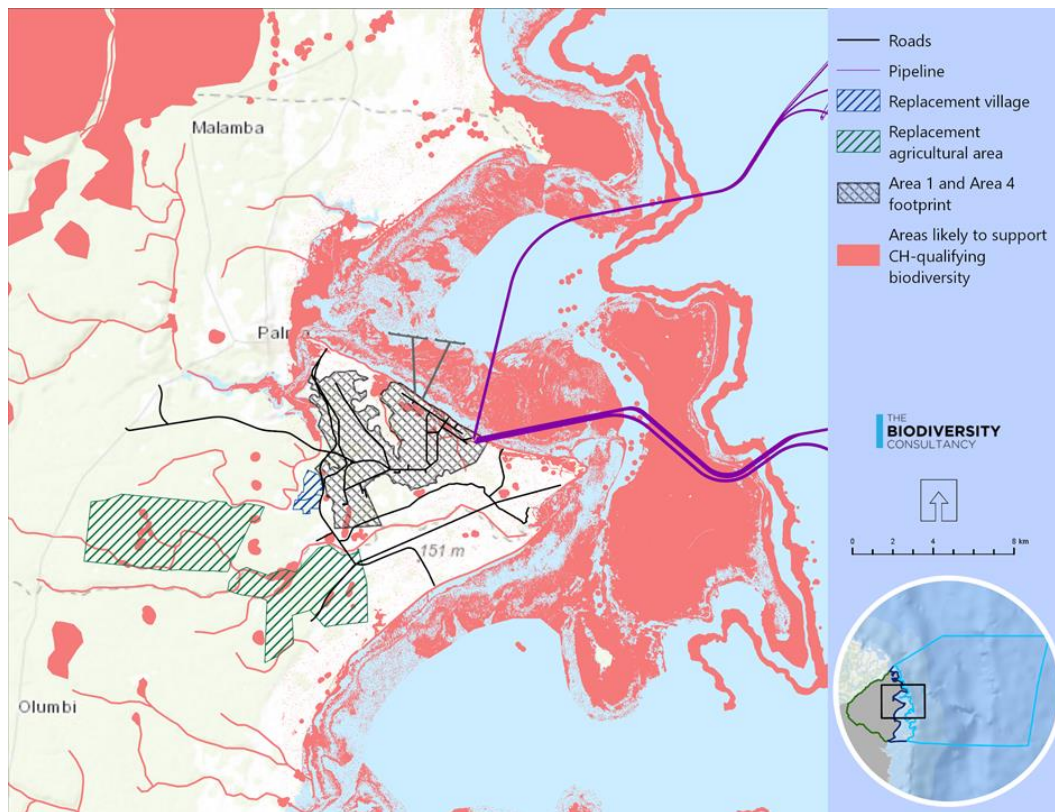 Malamba
Palma
151 m
Olumbi
Roads
Pipeline
Replacement village
Replacement
agricultural area
Area 1 and Area 4
footprint
Areas likely to support
CH-qualifying
biodiversity
THE
BIODIVERSITY
CONSULTANCY
0 2 4 8 km